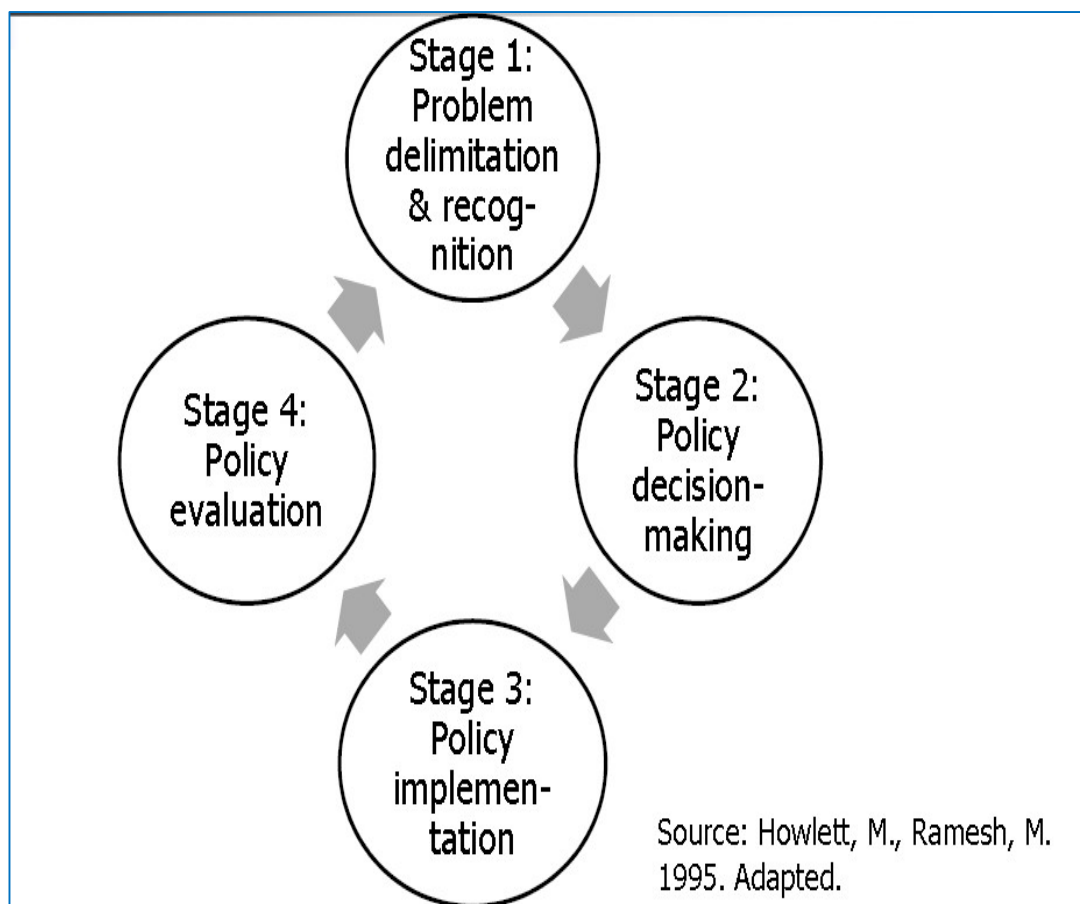 Stage 1:
Problem
delimitation
& recog-
nition
Stage 2:
Policy
decision-
making
Stage 3:
Policy
implemen-
tation
Stage 4:
Policy
evaluation
Source: Howlett, M., Ramesh, M.
1995. Adapted.